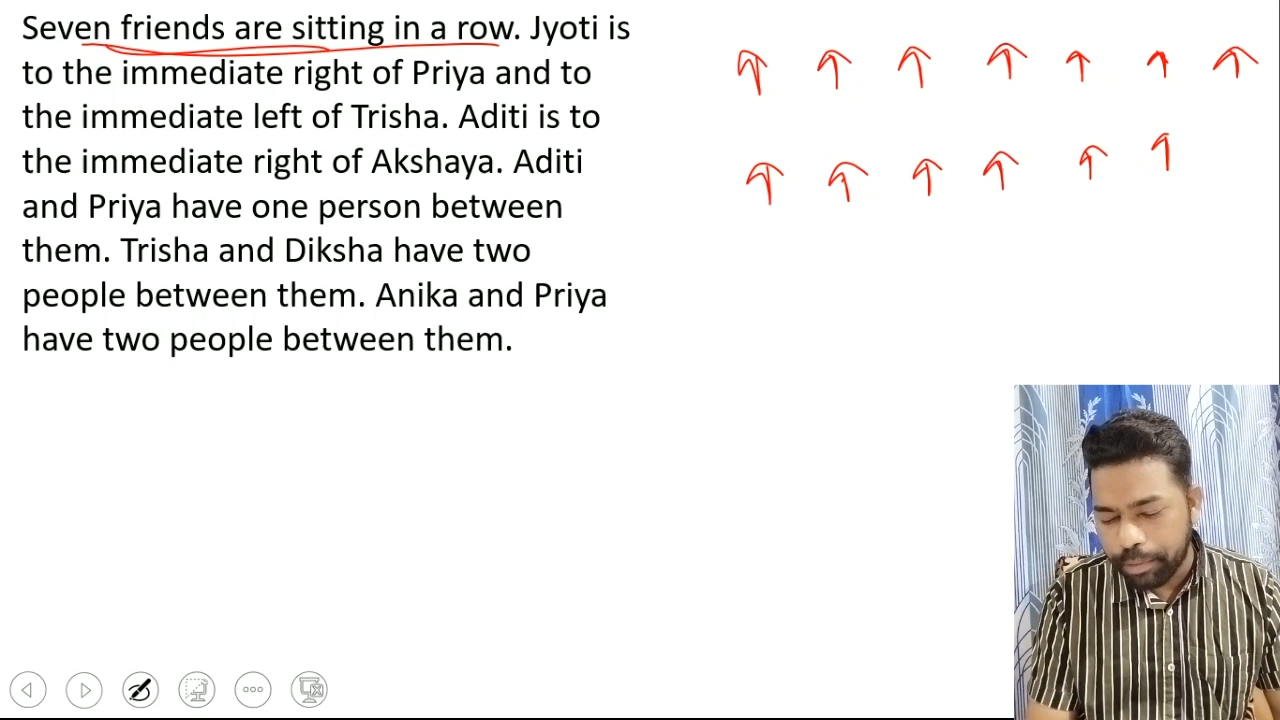 Seven friends are sitting in a row. Jyoti is
to the immediate right of Priya and to
the immediate left of Trisha. Aditi is to
the immediate right of Akshaya. Aditi
and Priya have one person between
them. Trisha and Diksha have two
people between them. Anika and Priya
have two people between them.